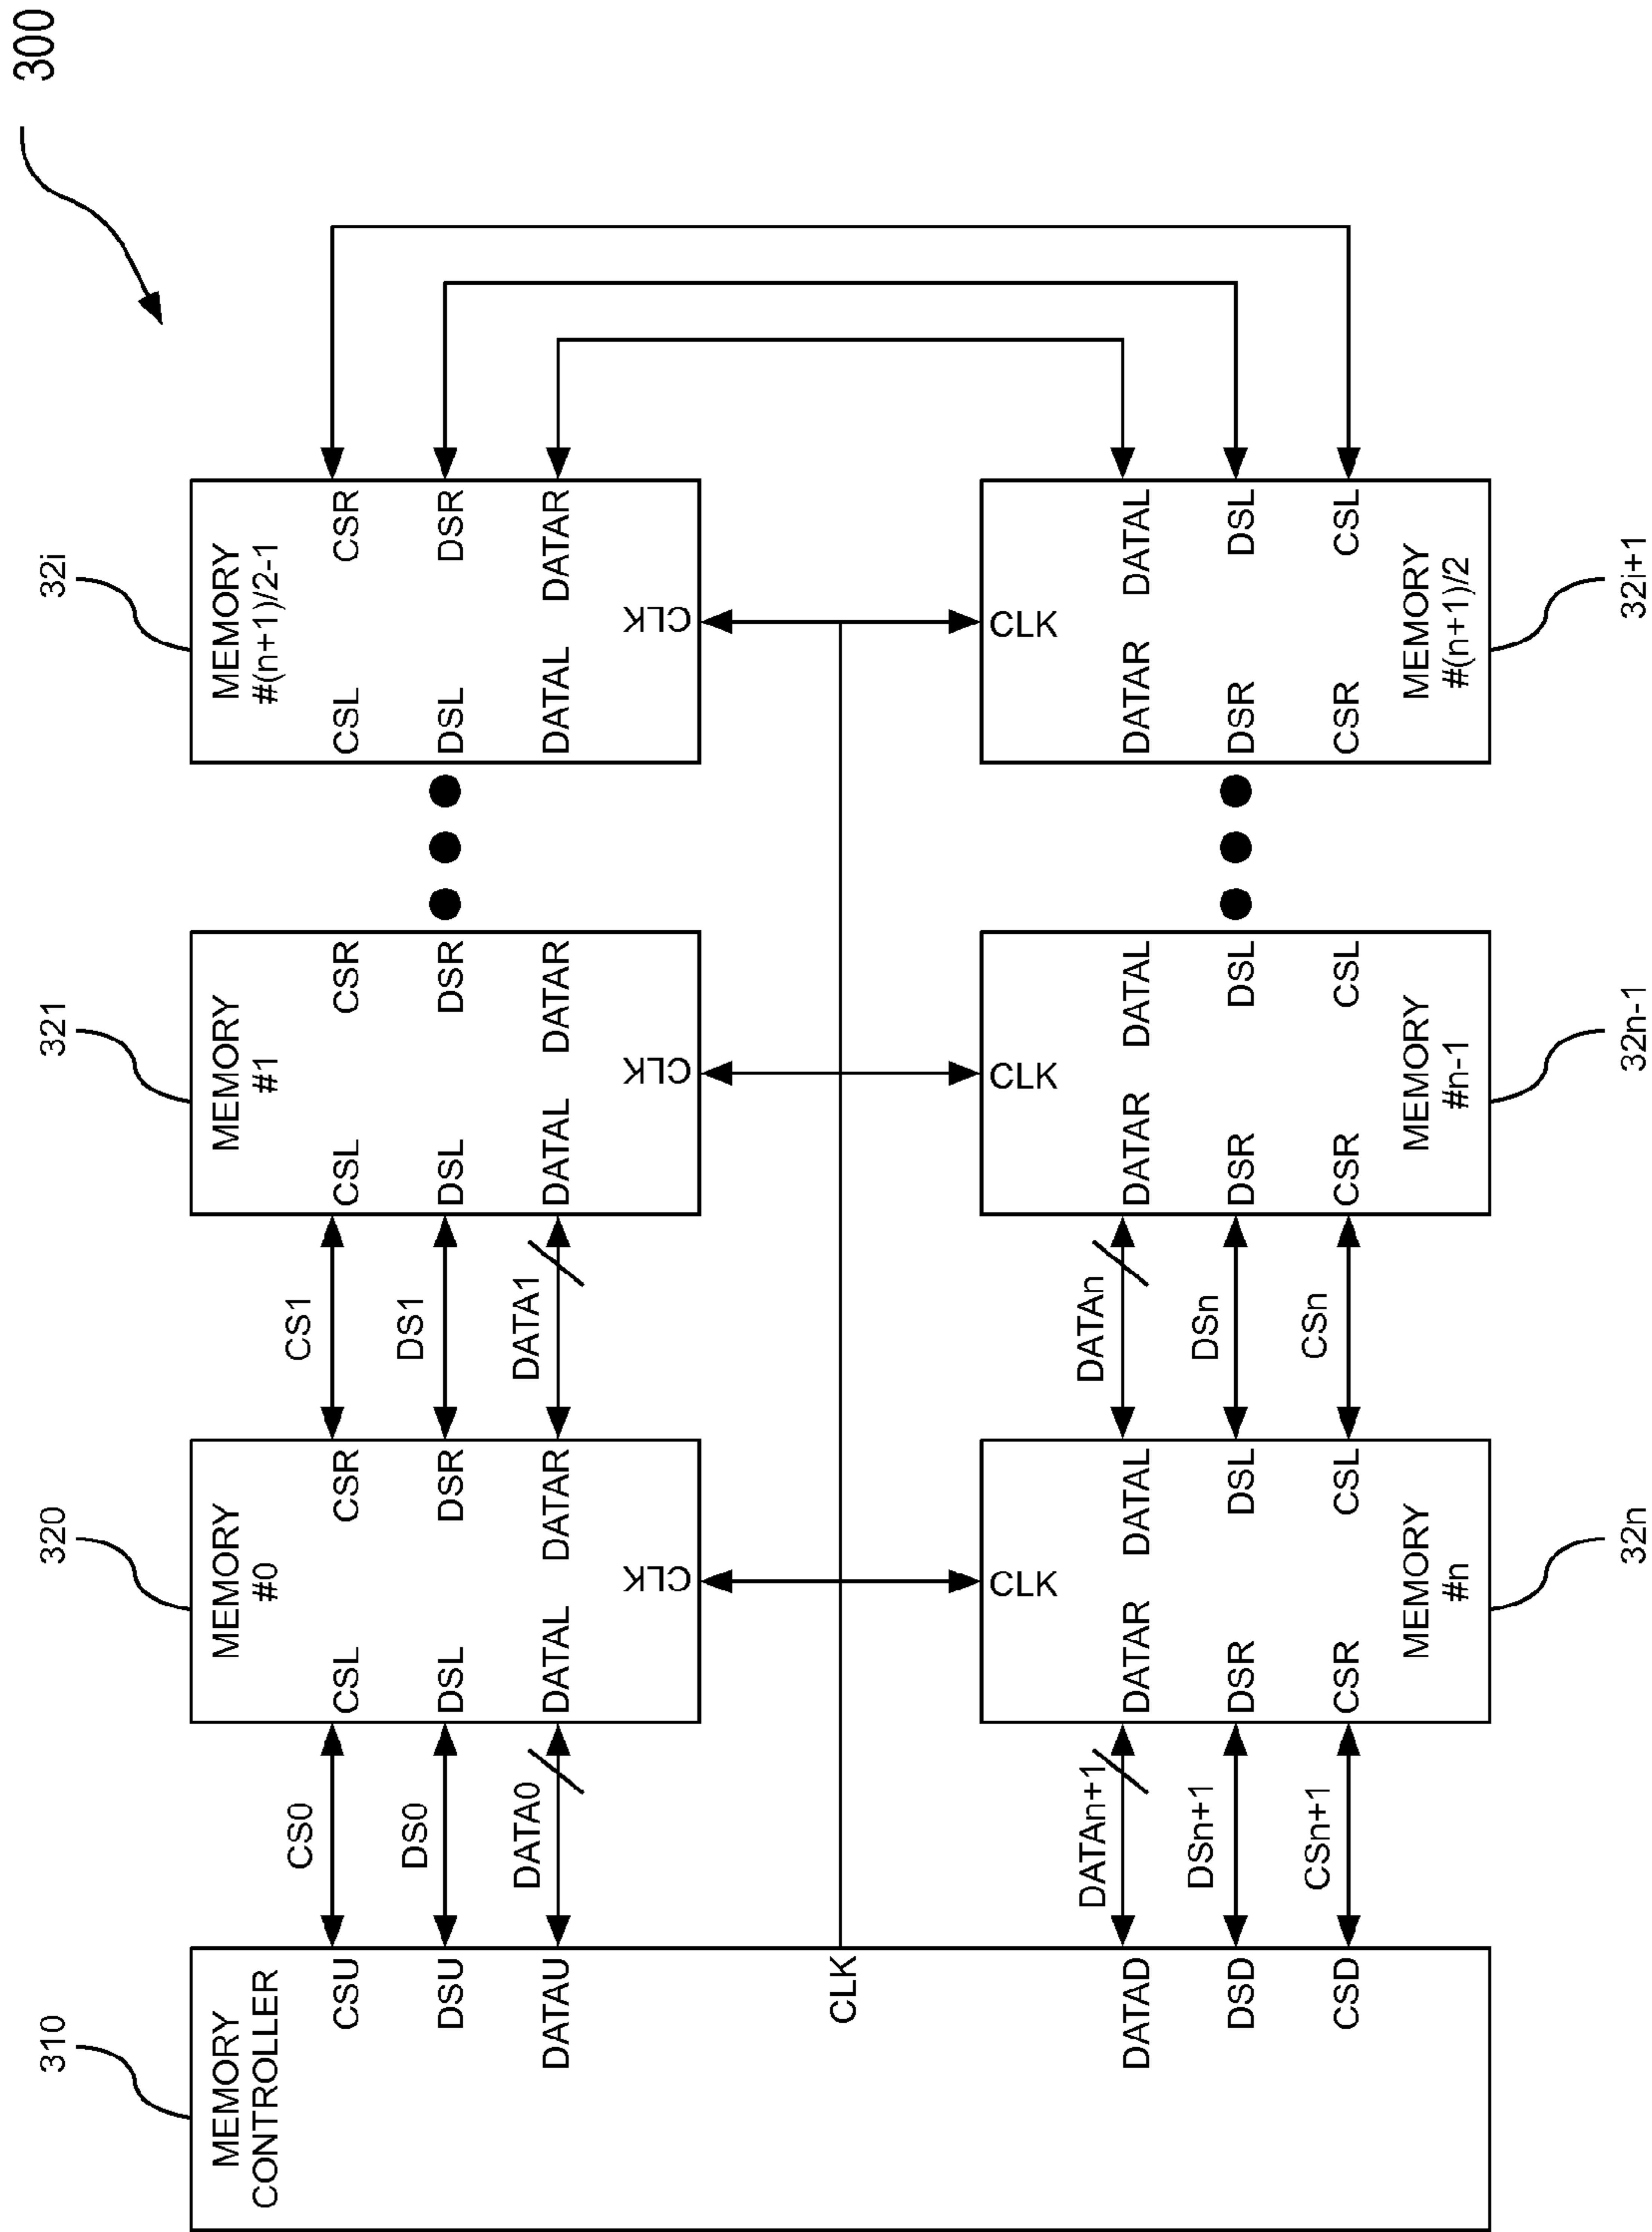 300
310
320
321
32i
MEMORY
CONTROLLER
CSU
DSU
DATAU
CLK
DATAD
DSD
CSD
CS0
DS0
DATA0
MEMORY
#0
CSL CSR
DSL DSR
DATAL DATAR
CLK
CS1
DS1
DATA1
MEMORY
#1
CSL CSR
DSL DSR
DATAL DATAR
CLK
MEMORY
#(n+1)/2-1
CSL CSR
DSL DSR
DATAL DATAR
CLK
DATAn+1
DSn+1
CSn+1
CLK
DATAR DATAL
DSR DSL
CSR CSL
MEMORY
#n
DATAn
DSn
CSn
CLK
DATAR DATAL
DSR DSL
CSR CSL
MEMORY
#n-1
CLK
DATAR DATAL
DSR DSL
CSR CSL
MEMORY
#(n+1)/2
32n
32n-1
32i+1